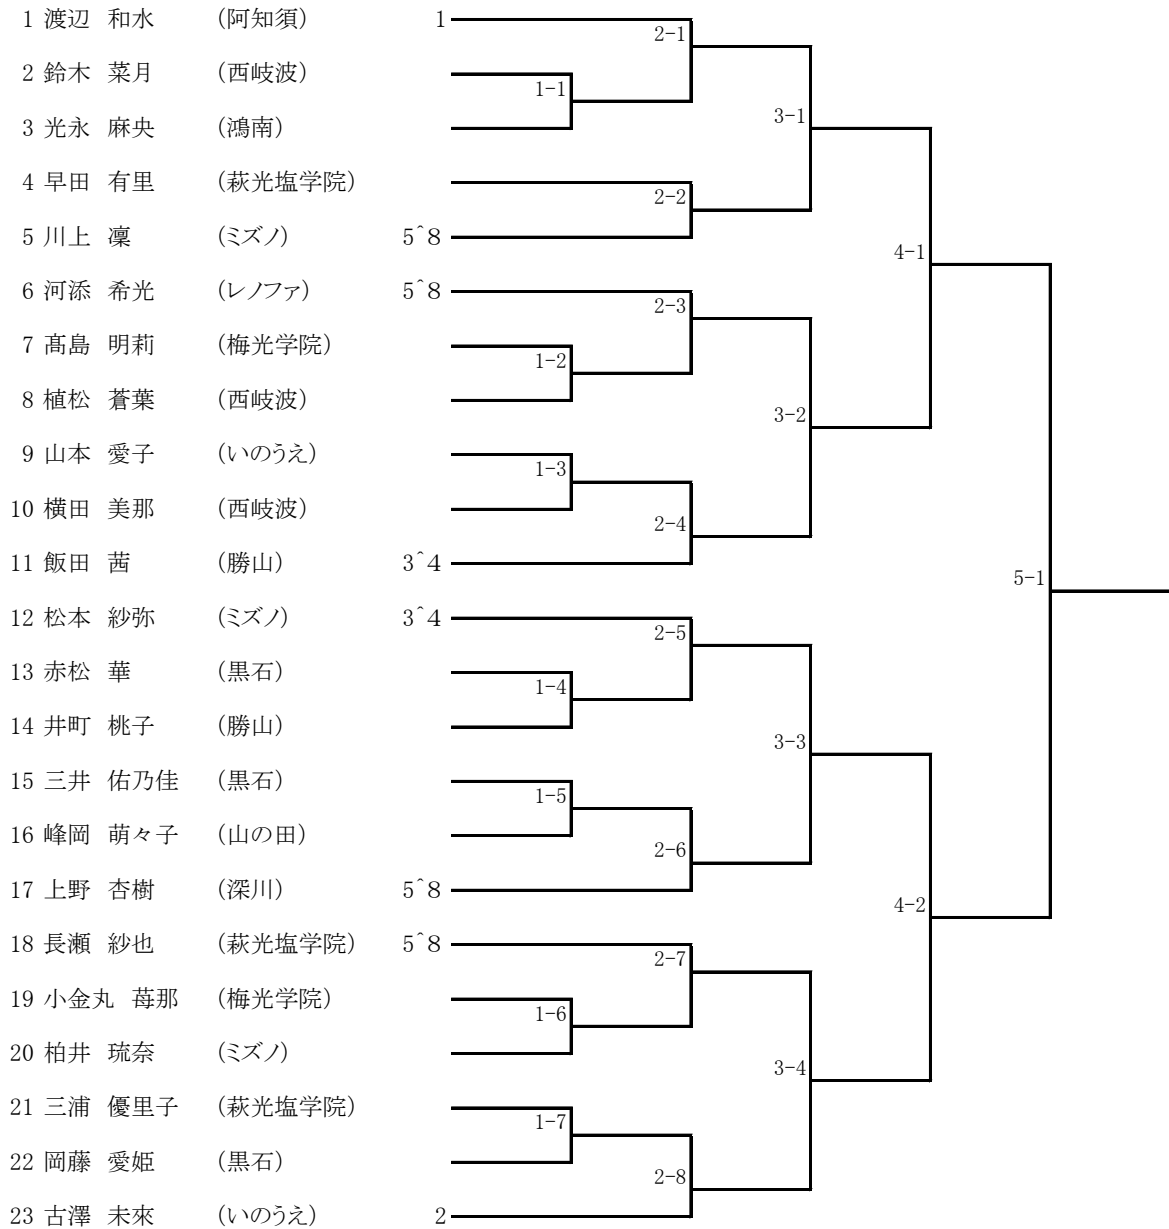 1 渡辺 和水 (阿知須) 1
2-1
2 鈴木 菜月 (西岐波)
1-1
3-1
3 光永 麻央 (鴻南)
4 早田 有里 (萩光塩学院)
2-2
5 川上 凜 (ミズノ) 5^8
4-1
6 河添 希光 (レノファ) 5^8
2-3
7 髙島 明莉 (梅光学院)
1-2
8 植松 蒼葉 (西岐波)
3-2
9 山本 愛子 (いのうえ)
1-3
10 横田 美那 (西岐波)
2-4
11 飯田 茜 (勝山) 3^4
5-1
12 松本 紗弥 (ミズノ) 3^4
2-5
13 赤松 華 (黒石)
1-4
14 井町 桃子 (勝山)
3-3
15 三井 佑乃佳 (黒石)
1-5
16 峰岡 萌々子 (山の田)
2-6
17 上野 杏樹 (深川) 5^8
4-2
18 長瀬 紗也 (萩光塩学院) 5^8
2-7
19 小金丸 苺那 (梅光学院)
1-6
20 柏井 琉奈 (ミズノ)
3-4
21 三浦 優里子 (萩光塩学院)
1-7
22 岡藤 愛姫 (黒石)
2-8
23 古澤 未來 (いのうえ) 2